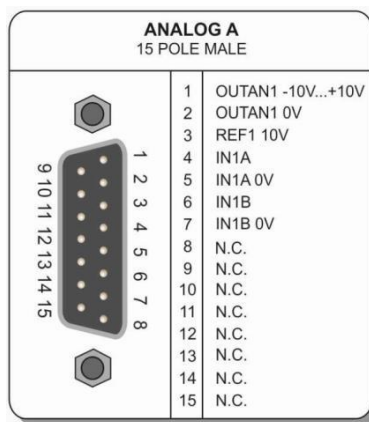 ANALOG A
15 POLE MALE
1 OUTAN1 -10V...+10V
2 OUTAN1 0V
3 REF1 10V
4 IN1A
5 IN1A 0V
6 IN1B
7 IN1B 0V
8 N.C.
9 N.C.
10 N.C.
11 N.C.
12 N.C.
13 N.C.
14 N.C.
15 N.C.
9 10 11 12 13 14 15
1 2 3 4 5 6 7 8